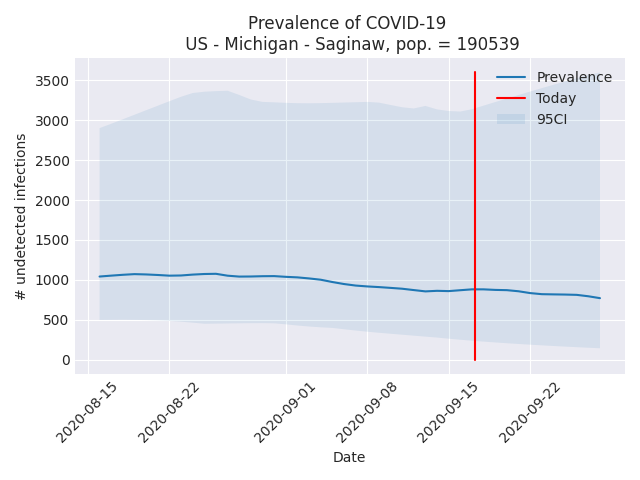 Prevalence of COVID-19
US - Michigan - Saginaw, pop. = 190539
Prevalence
Today
95CI
3500
3000
2500
2000
1500
1000
500
0
# undetected infections
2020-08-15
2020-08-22
2020-09-01
2020-09-08
2020-09-15
2020-09-22
Date